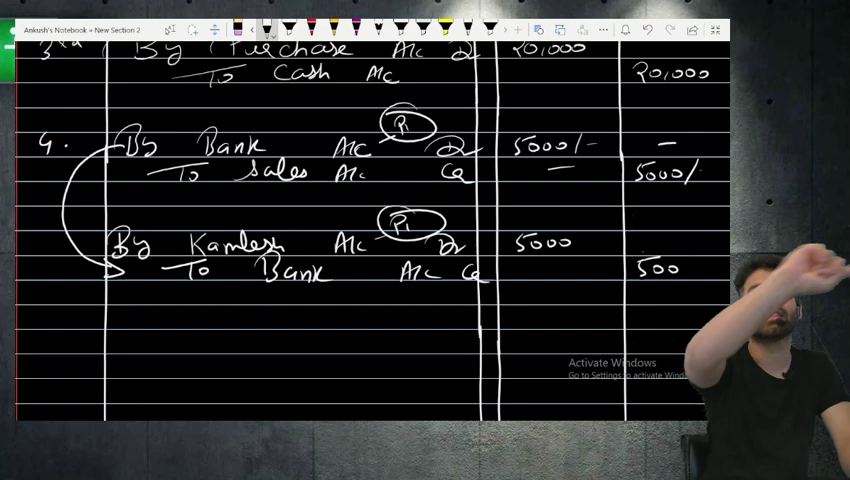 Ankush's Notebook » New Section 2
3rd By Purchase A/c Dr 20,000
To Cash A/c 20,000
4. By Bank A/c P1 Dr 5000/- —
To Sales A/c Cr — 5000/-
By Kamlesh A/c P1 Dr 5000
To Bank A/c Cr 500
Activate Windows
Go to Settings to activate Wind